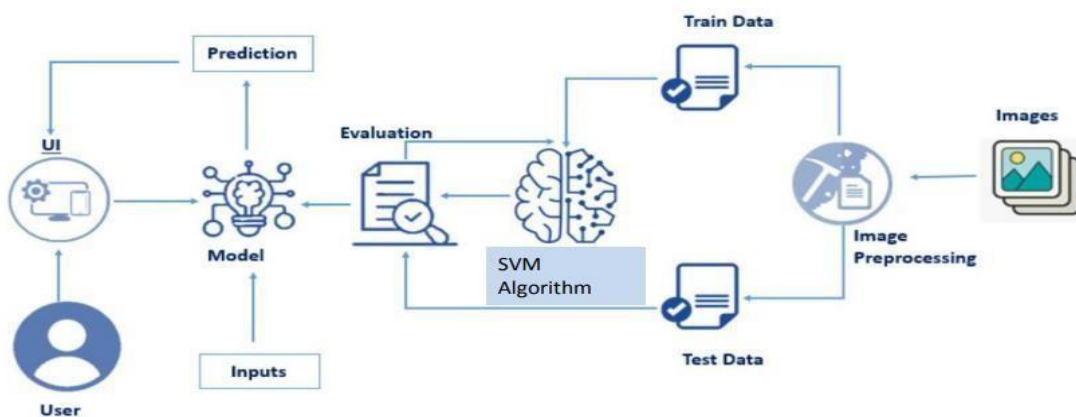 Train Data
Prediction
Images
Evaluation
UI
Image
Preprocessing
Model
SVM
Algorithm
Test Data
Inputs
User